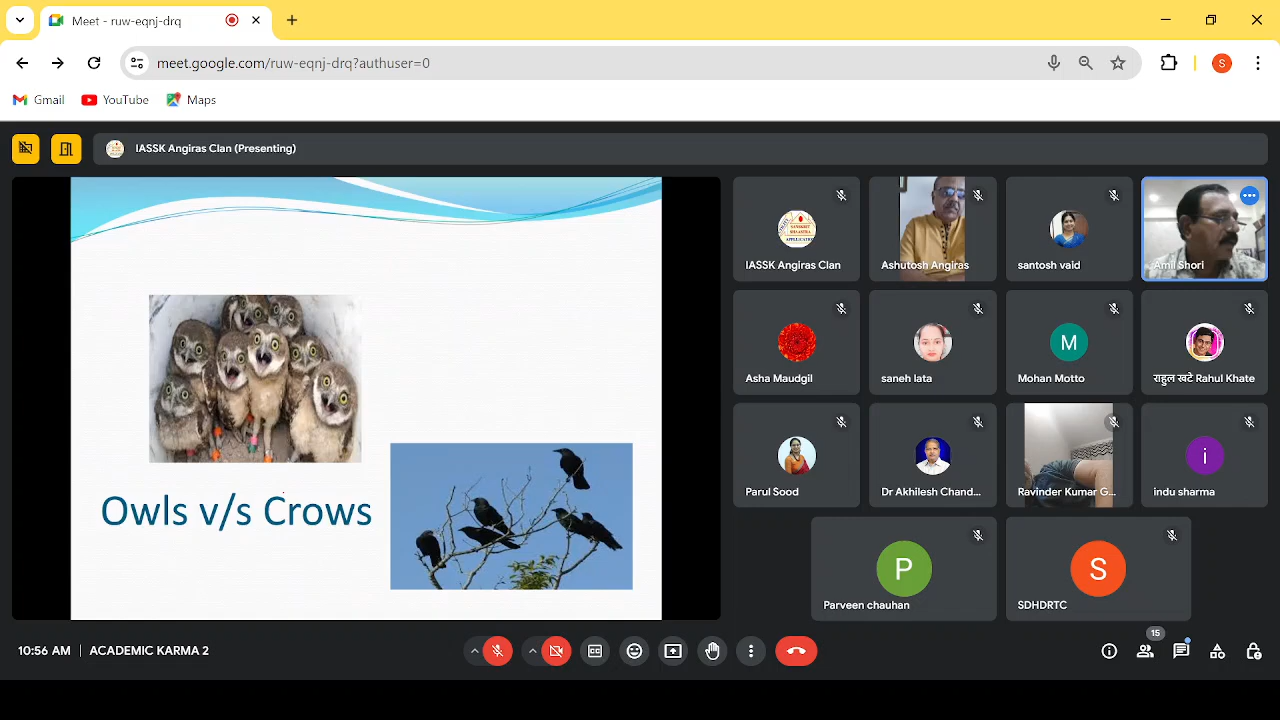 Meet - ruw-eqnj-drq
meet.google.com/ruw-eqnj-drq?authuser=0
S
Gmail YouTube Maps
IASSK Angiras Clan (Presenting)
Owls v/s Crows
IASSK Angiras Clan
Ashutosh Angiras
santosh vaid
Amil Shori
Asha Maudgil
saneh lata
M
Mohan Motto
राहुल खटे Rahul Khate
Parul Sood
Dr Akhilesh Chand...
Ravinder Kumar G...
i
indu sharma
P
Parveen chauhan
S
SDHDRTC
10:56 AM | ACADEMIC KARMA 2
15